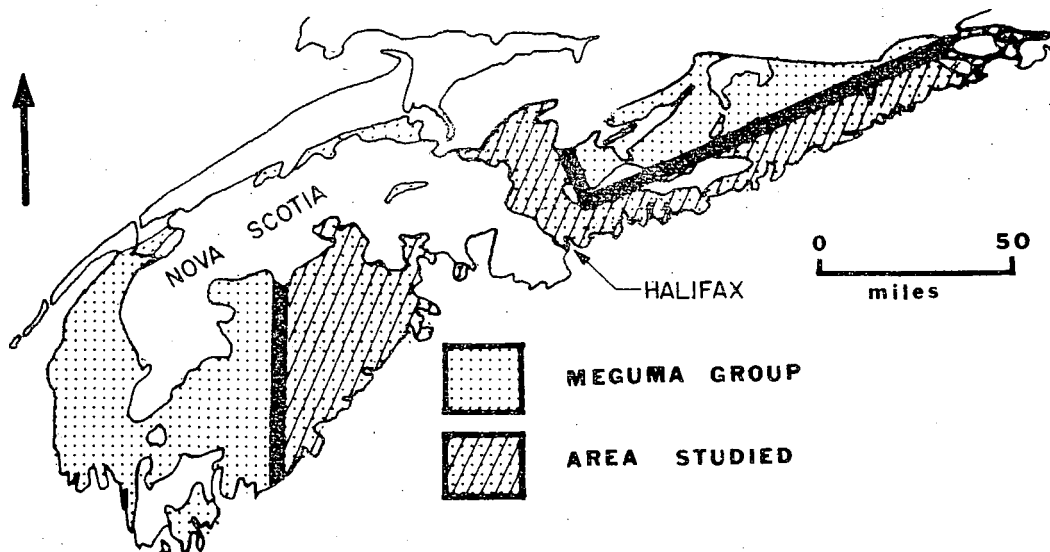 NOVA SCOTIA
HALIFAX
0 50
miles
MEGUMA GROUP
AREA STUDIED